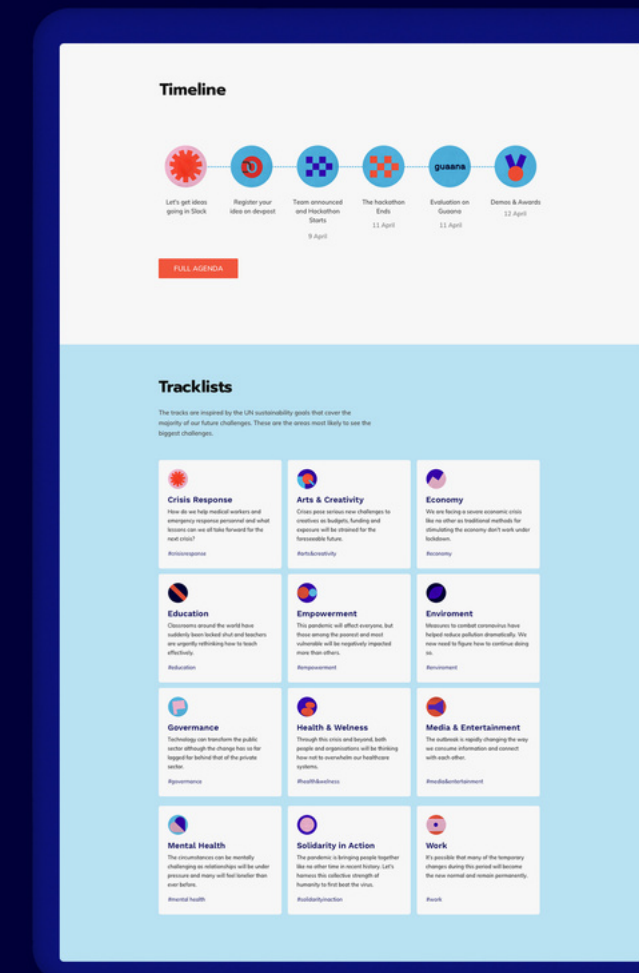 Timeline
guaana
Let's get ideas
going in Slack
Register your
idea on devpost
Team announced
and Hackathon
Starts
9 April
The hackathon
Ends
11 April
Evaluation on
Guaana
11 April
Demos & Awards
12 April
FULL AGENDA
Tracklists
The tracks are inspired by the UN sustainability goals that cover the
majority of our future challenges. These are the areas most likely to see the
biggest challenges.
Crisis Response
How do we help medical workers and
emergency response personnel and what
lessons can we all take forward for the
next crisis?
#crisisresponse
Arts & Creativity
Crises pose serious new challenges to
creatives as budgets, funding and
exposure will be strained for the
foreseeable future.
#arts&creativity
Economy
We are facing a severe economic crisis
like no other as traditional methods for
stimulating the economy don't work under
lockdown.
#economy
Education
Classrooms around the world have
suddenly been locked shut and teachers
are urgently rethinking how to teach
effectively.
#education
Empowerment
This pandemic will affect everyone, but
those among the poorest and most
vulnerable will be negatively impacted
more than others.
#empowerment
Enviroment
Measures to combat coronavirus have
helped reduce pollution dramatically. We
now need to figure how to continue doing
so.
#enviroment
Govermance
Technology can transform the public
sector although the change has so far
lagged far behind that of the private
sector.
#governance
Health & Welness
Through this crisis and beyond, both
people and organisations will be thinking
how not to overwhelm our healthcare
systems.
#health&welness
Media & Entertainment
The outbreak is rapidly changing the way
we consume information and connect
with each other.
#media&entertainment
Mental Health
The circumstances can be mentally
challenging as relationships will be under
pressure and many will feel lonelier than
ever before.
#mental health
Solidarity in Action
The pandemic is bringing people together
like no other time in recent history. Let's
harness this collective strength of
humanity to first beat the virus.
#solidarityinaction
Work
It's possible that many of the temporary
changes during this period will become
the new normal and remain permanently.
#work